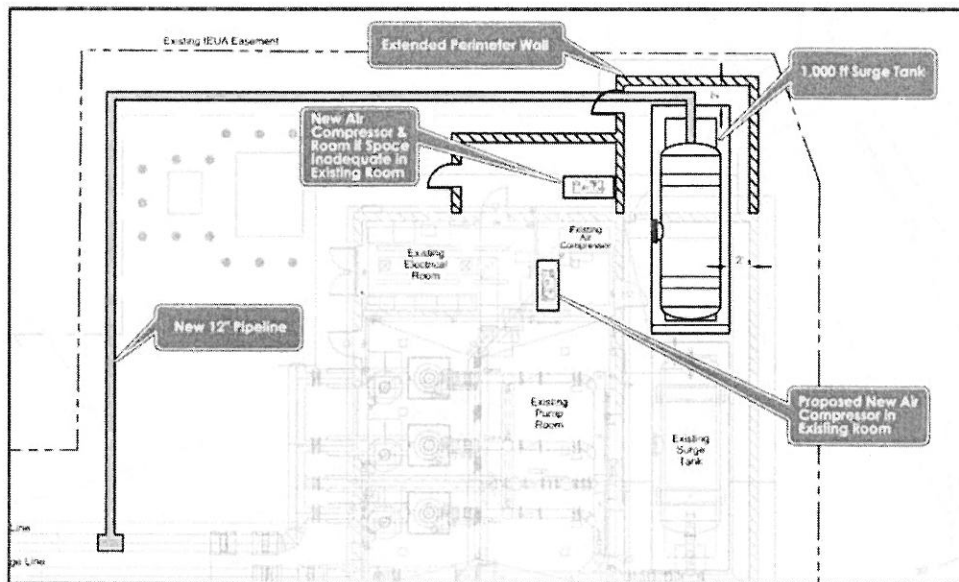 Existing IEUA Easement
Extended Perimeter Wall
1,000 ft Surge Tank
New Air
Compressor &
Room if Space
Inadequate in
Existing Room
2'
Existing
Air
Compressor
Existing
Electrical
Room
2'
New 12" Pipeline
Existing
Pump
Room
Proposed New Air
Compressor in
Existing Room
Existing
Surge
Tank
Line
ge Line